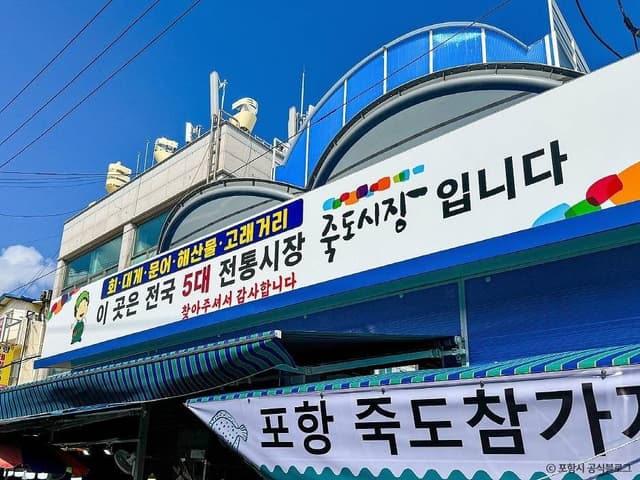 회·대게·문어·해산물·고래거리
이 곳은 전국 5대 전통시장 죽도시장 입니다
찾아주셔서 감사합니다
포항 죽도참가자
© 포항시 공식블로그